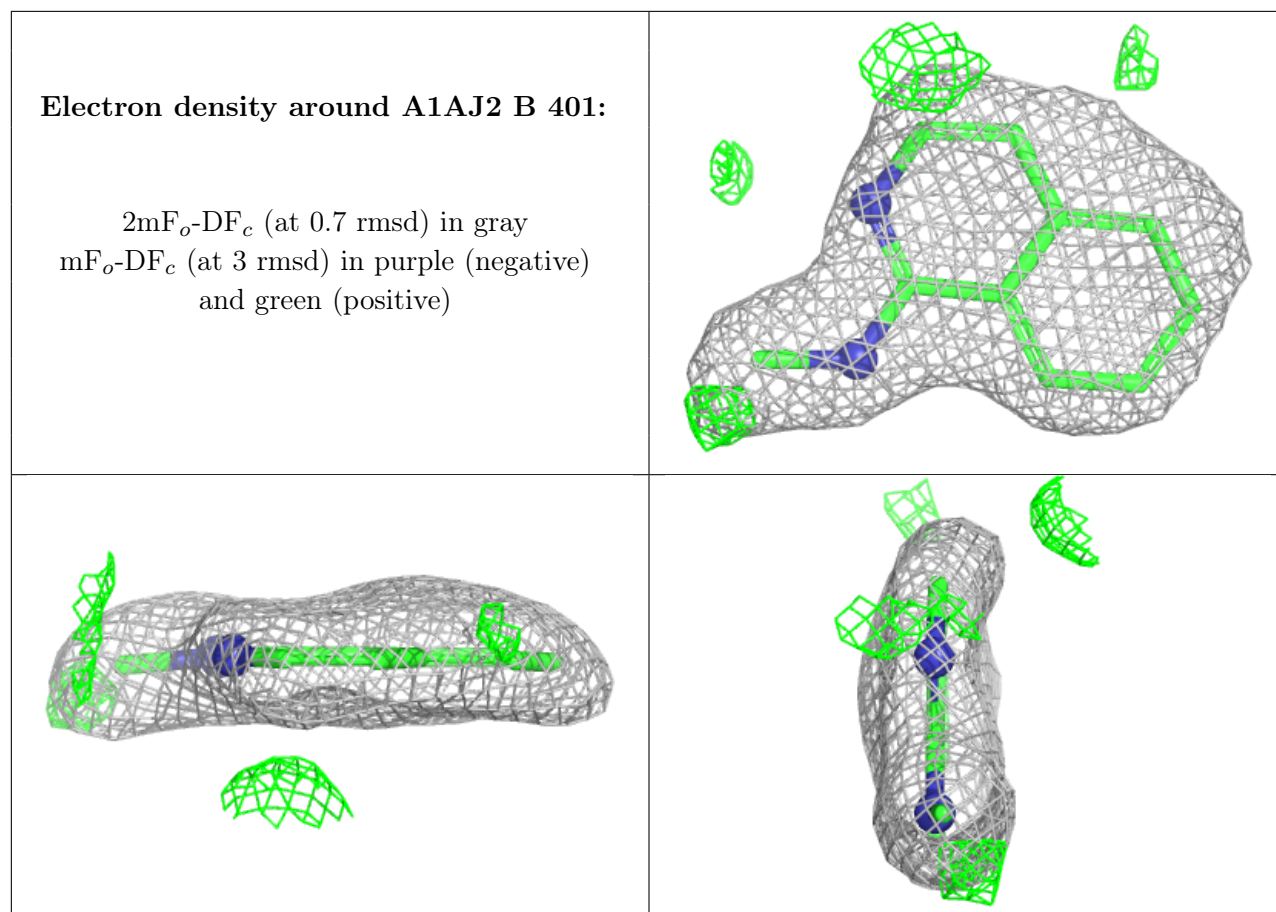 Electron density around A1AJ2 B 401:
2mFo-DFc (at 0.7 rmsd) in gray
mFo-DFc (at 3 rmsd) in purple (negative)
and green (positive)